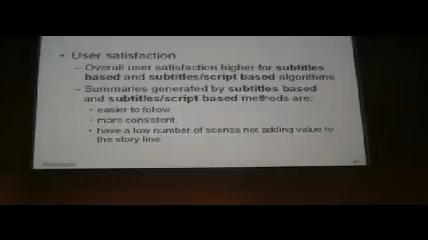 • User satisfaction
– Overall user satisfaction higher for subtitles
based and subtitles/script based algorithms
– Summaries generated by subtitles based
and subtitles/script based methods are:
• easier to follow
• more consistent
• have a low number of scenes not adding value to
the story line